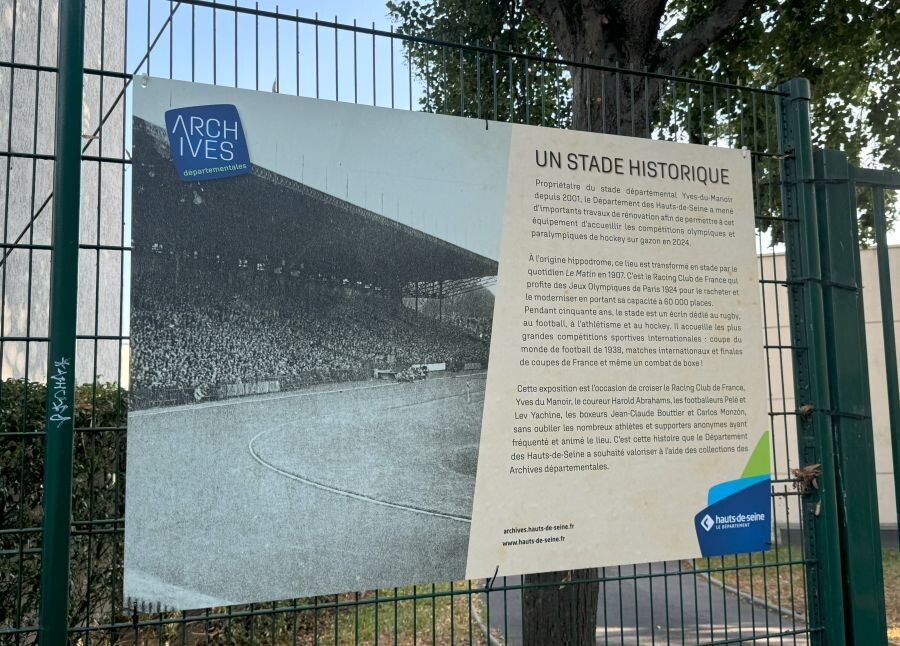 ARCH
IVES
départementales
UN STADE HISTORIQUE
Propriétaire du stade départemental Yves-du-Manoir
depuis 2001, le Département des Hauts-de-Seine a mené
d'importants travaux de rénovation afin de permettre à cet
équipement d'accueillir les compétitions olympiques et
paralympiques de hockey sur gazon en 2024.
À l'origine hippodrome, ce lieu est transformé en stade par le
quotidien Le Matin en 1907. C'est le Racing Club de France qui
profite des Jeux Olympiques de Paris 1924 pour le racheter et
le moderniser en portant sa capacité à 60 000 places.
Pendant cinquante ans, le stade est un écrin dédié au rugby,
au football, à l'athlétisme et au hockey. Il accueille les plus
grandes compétitions sportives internationales : coupe du
monde de football de 1938, matches internationaux et finales
de coupes de France et même un combat de boxe !
Cette exposition est l'occasion de croiser le Racing Club de France,
Yves du Manoir, le coureur Harold Abrahams, les footballeurs Pelé et
Lev Yachine, les boxeurs Jean-Claude Bouttier et Carlos Monzón,
sans oublier les nombreux athlètes et supporters anonymes ayant
fréquenté et animé le lieu. C'est cette histoire que le Département
des Hauts-de-Seine a souhaité valoriser à l'aide des collections des
Archives départementales.
archives.hauts-de-seine.fr
www.hauts-de-seine.fr
hauts-de-seine
LE DÉPARTEMENT